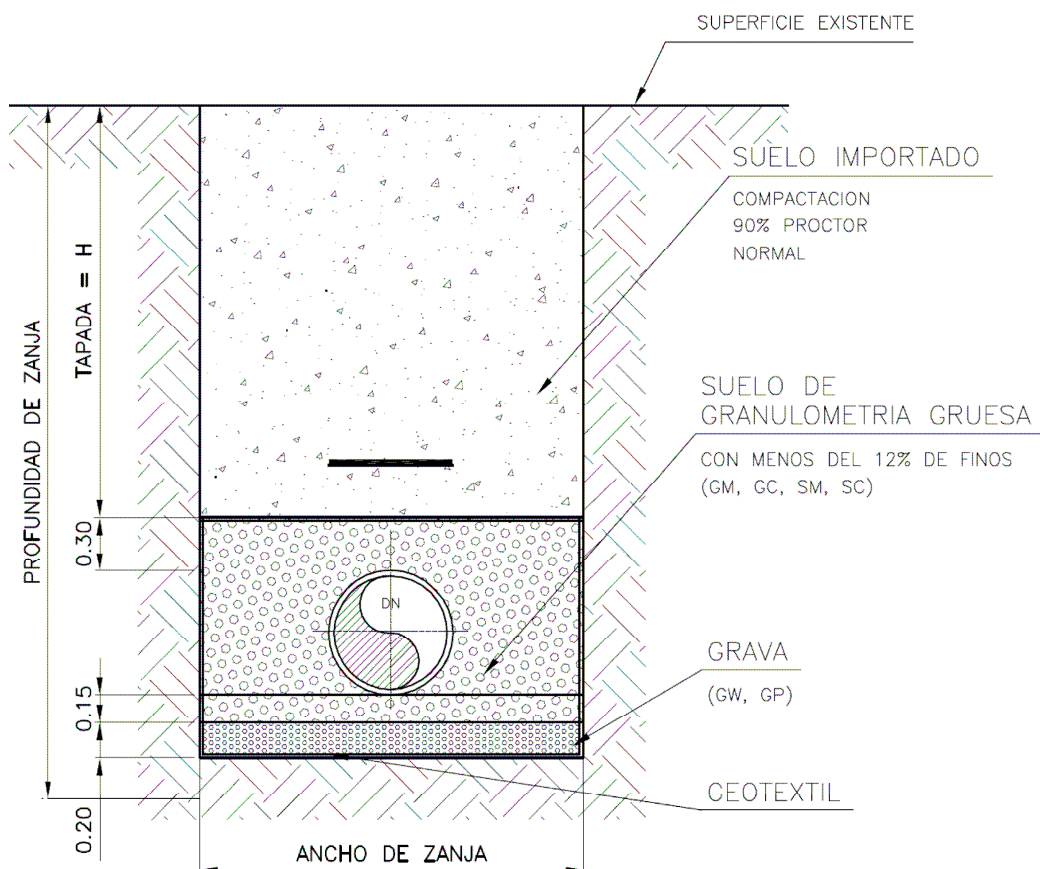 SUPERFICIE EXISTENTE
SUELO IMPORTADO
COMPACTACION
90% PROCTOR
NORMAL
SUELO DE
GRANULOMETRIA GRUESA
CON MENOS DEL 12% DE FINOS
(GM, GC, SM, SC)
GRAVA
(GW, GP)
CEOTEXTIL
PROFUNDIDAD DE ZANJA
TAPADA = H
0.30
0.15
0.20
DN
ANCHO DE ZANJA